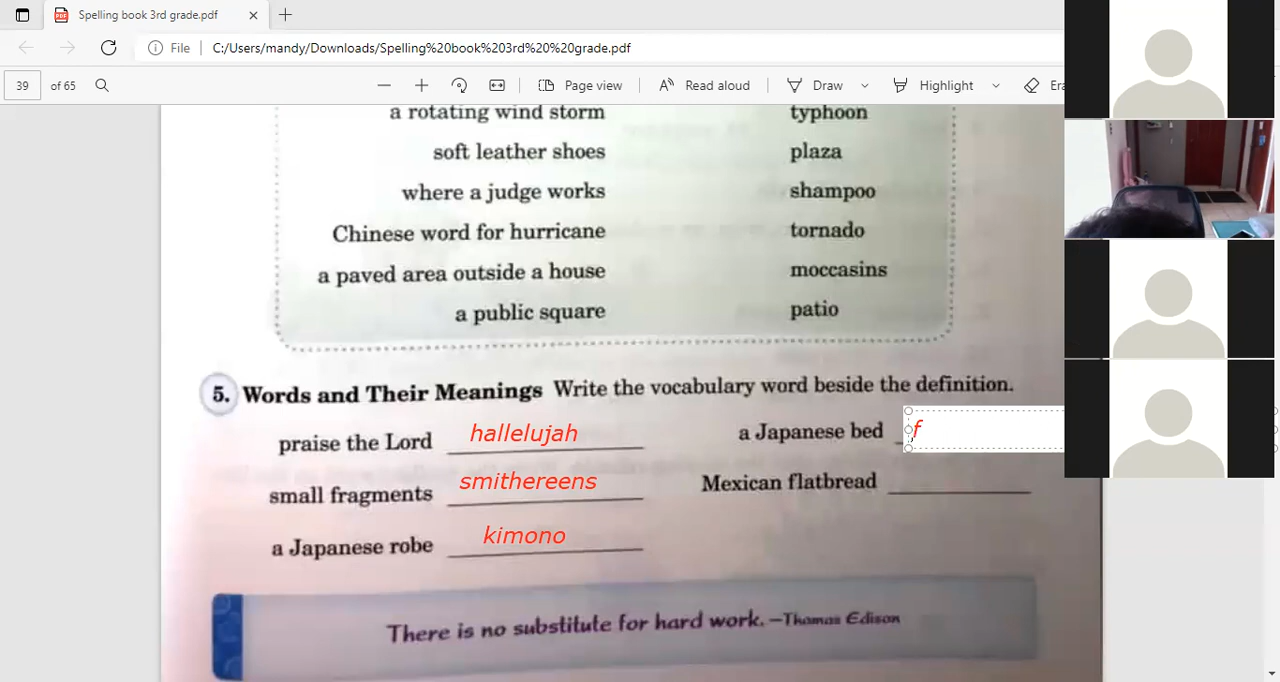 Spelling book 3rd grade.pdf
File C:/Users/mandy/Downloads/Spelling%20book%203rd%20%20grade.pdf
39 of 65 Page view Read aloud Draw Highlight Era
a rotating wind storm typhoon
soft leather shoes plaza
where a judge works shampoo
Chinese word for hurricane tornado
a paved area outside a house moccasins
a public square patio
5. Words and Their Meanings Write the vocabulary word beside the definition.
praise the Lord hallelujah a Japanese bed f
small fragments smithereens Mexican flatbread
a Japanese robe kimono
There is no substitute for hard work. —Thomas Edison